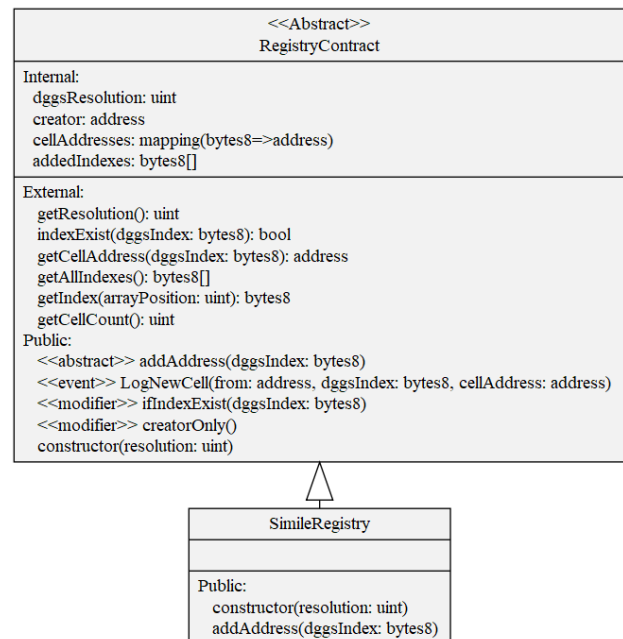 <<Abstract>>
RegistryContract
Internal:
dggsResolution: uint
creator: address
cellAddresses: mapping(bytes8=>address)
addedIndexes: bytes8[]
External:
getResolution(): uint
indexExist(dggsIndex: bytes8): bool
getCellAddress(dggsIndex: bytes8): address
getAllIndexes(): bytes8[]
getIndex(arrayPosition: uint): bytes8
getCellCount(): uint
Public:
<<abstract>> addAddress(dggsIndex: bytes8)
<<event>> LogNewCell(from: address, dggsIndex: bytes8, cellAddress: address)
<<modifier>> ifIndexExist(dggsIndex: bytes8)
<<modifier>> creatorOnly()
constructor(resolution: uint)
SimileRegistry
Public:
constructor(resolution: uint)
addAddress(dggsIndex: bytes8)